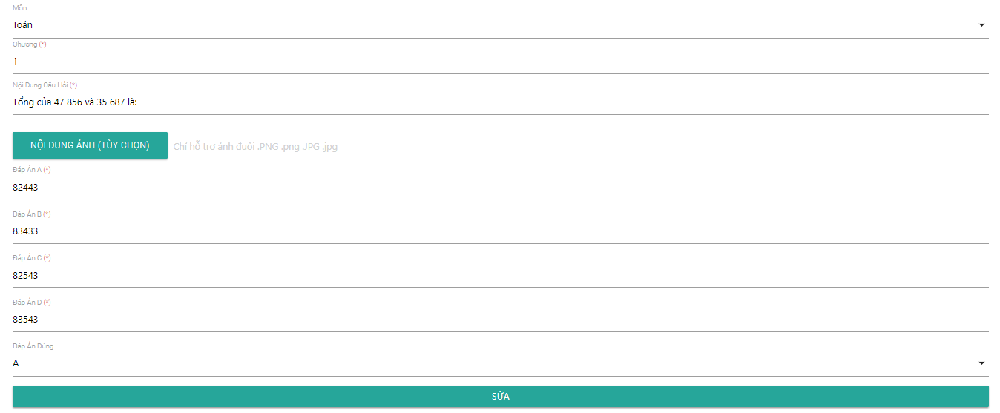 Môn
Toán
Chương (*)
1
Nội Dung Câu Hỏi (*)
Tổng của 47 856 và 35 687 là:
NỘI DUNG ẢNH (TÙY CHỌN) Chỉ hỗ trợ ảnh đuôi .PNG .png .JPG .jpg
Đáp Án A (*)
82443
Đáp Án B (*)
83433
Đáp Án C (*)
82543
Đáp Án D (*)
83543
Đáp Án Đúng
A
SỬA